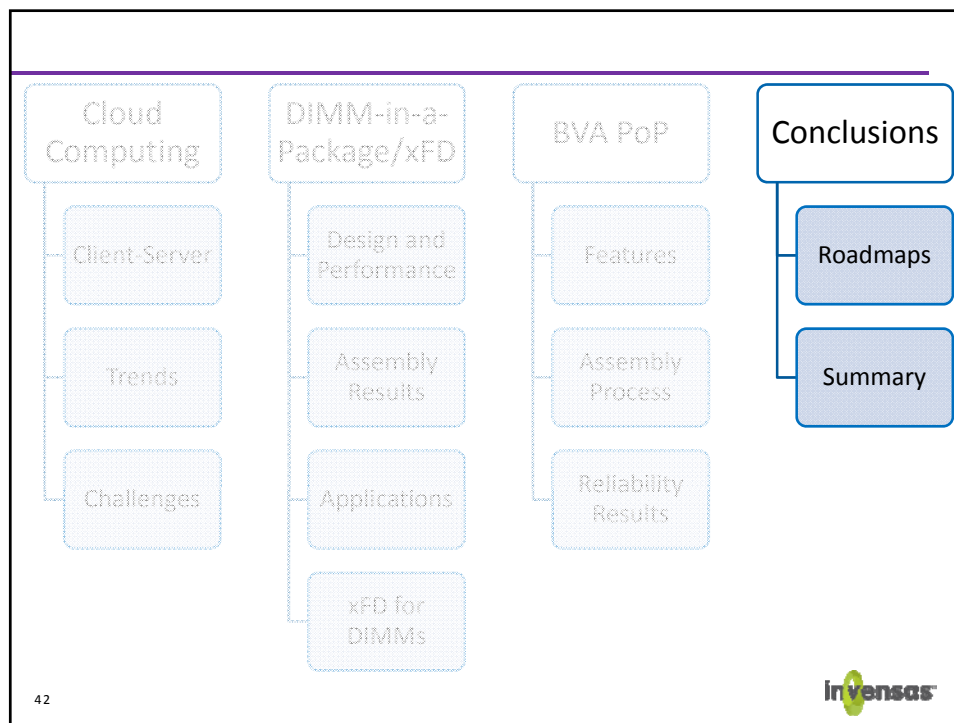 Cloud
Computing
Client-Server
Trends
Challenges
DIMM-in-a-
Package/xFD
Design and
Performance
Assembly
Results
Applications
xFD for
DIMMs
BVA PoP
Features
Assembly
Process
Reliability
Results
Conclusions
Roadmaps
Summary
42
invensas